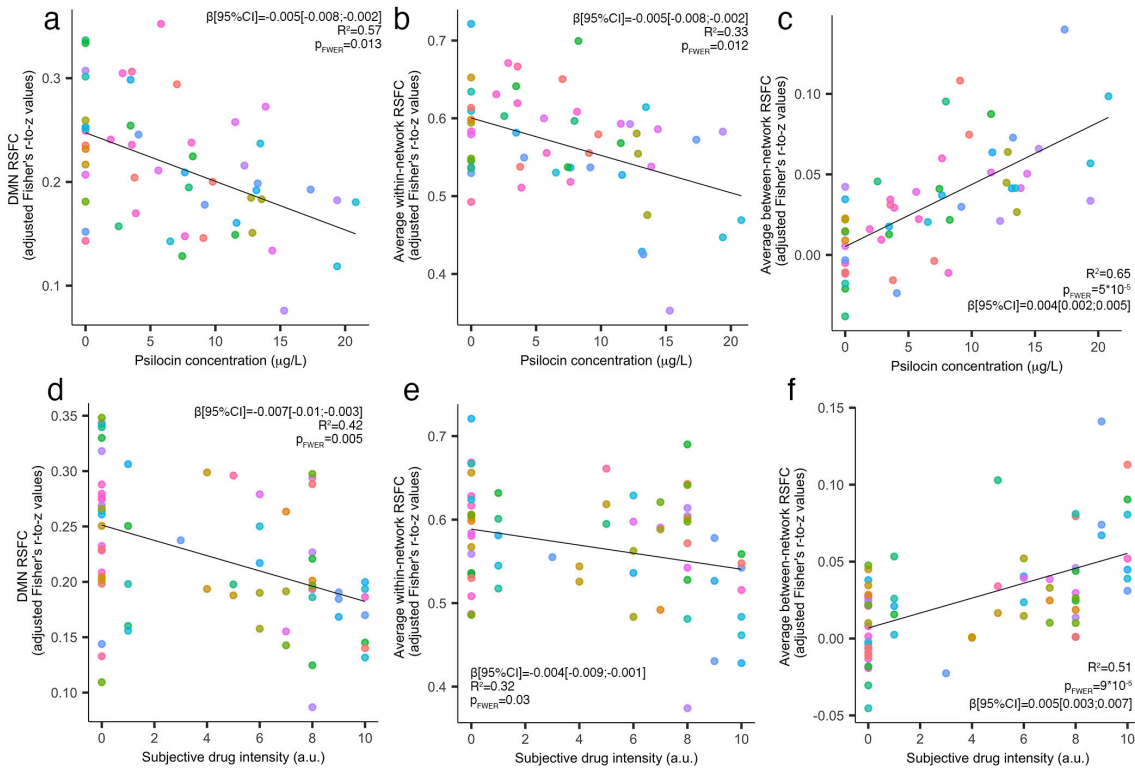 a
β[95%CI]=-0.005[-0.008;-0.002]
R²=0.57
pFWER=0.013
DMN RSFC
(adjusted Fisher's r-to-z values)
0.3
0.2
0.1
0 5 10 15 20
Psilocin concentration (µg/L)
b
β[95%CI]=-0.005[-0.008;-0.002]
R²=0.33
pFWER=0.012
Average within-network RSFC
(adjusted Fisher's r-to-z values)
0.7
0.6
0.5
0.4
0 5 10 15 20
Psilocin concentration (µg/L)
c
Average between-network RSFC
(adjusted Fisher's r-to-z values)
0.10
0.05
0.00
R²=0.65
pFWER=5*10-5
β[95%CI]=0.004[0.002;0.005]
0 5 10 15 20
Psilocin concentration (µg/L)
d
β[95%CI]=-0.007[-0.01;-0.003]
R²=0.42
pFWER=0.005
DMN RSFC
(adjusted Fisher's r-to-z values)
0.35
0.30
0.25
0.20
0.15
0.10
0 2 4 6 8 10
Subjective drug intensity (a.u.)
e
Average within-network RSFC
(adjusted Fisher's r-to-z values)
0.7
0.6
0.5
0.4
β[95%CI]=-0.004[-0.009;-0.001]
R²=0.32
pFWER=0.03
0 2 4 6 8 10
Subjective drug intensity (a.u.)
f
Average between-network RSFC
(adjusted Fisher's r-to-z values)
0.15
0.10
0.05
0.00
-0.05
R²=0.51
pFWER=9*10-5
β[95%CI]=0.005[0.003;0.007]
0 2 4 6 8 10
Subjective drug intensity (a.u.)